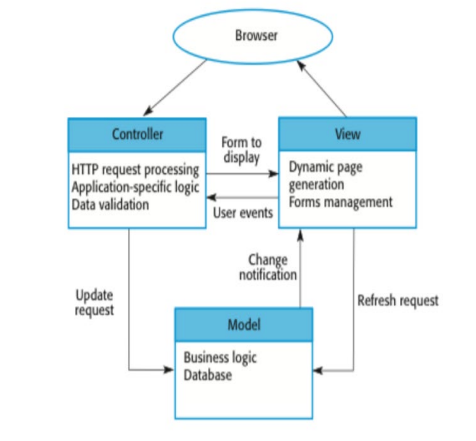 Browser
Controller
HTTP request processing
Application-specific logic
Data validation
Form to
display
User events
View
Dynamic page
generation
Forms management
Update
request
Change
notification
Refresh request
Model
Business logic
Database